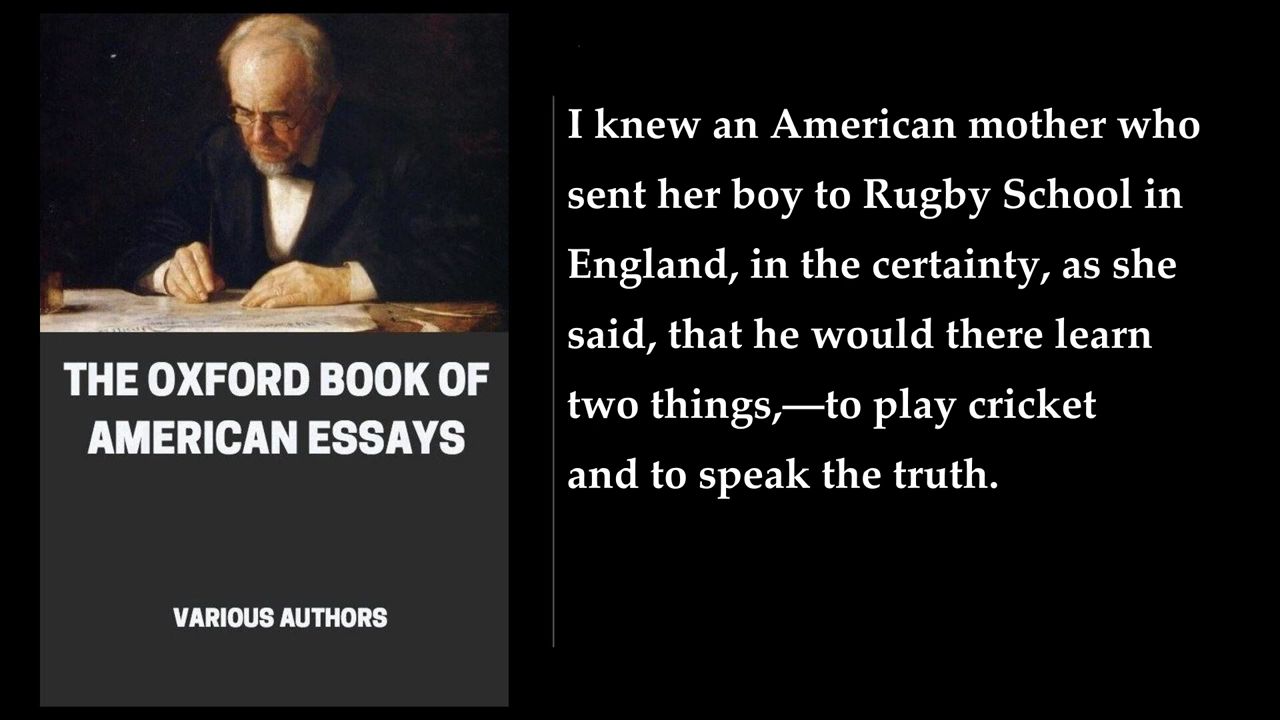 THE OXFORD BOOK OF
AMERICAN ESSAYS
VARIOUS AUTHORS
I knew an American mother who
sent her boy to Rugby School in
England, in the certainty, as she
said, that he would there learn
two things,—to play cricket
and to speak the truth.